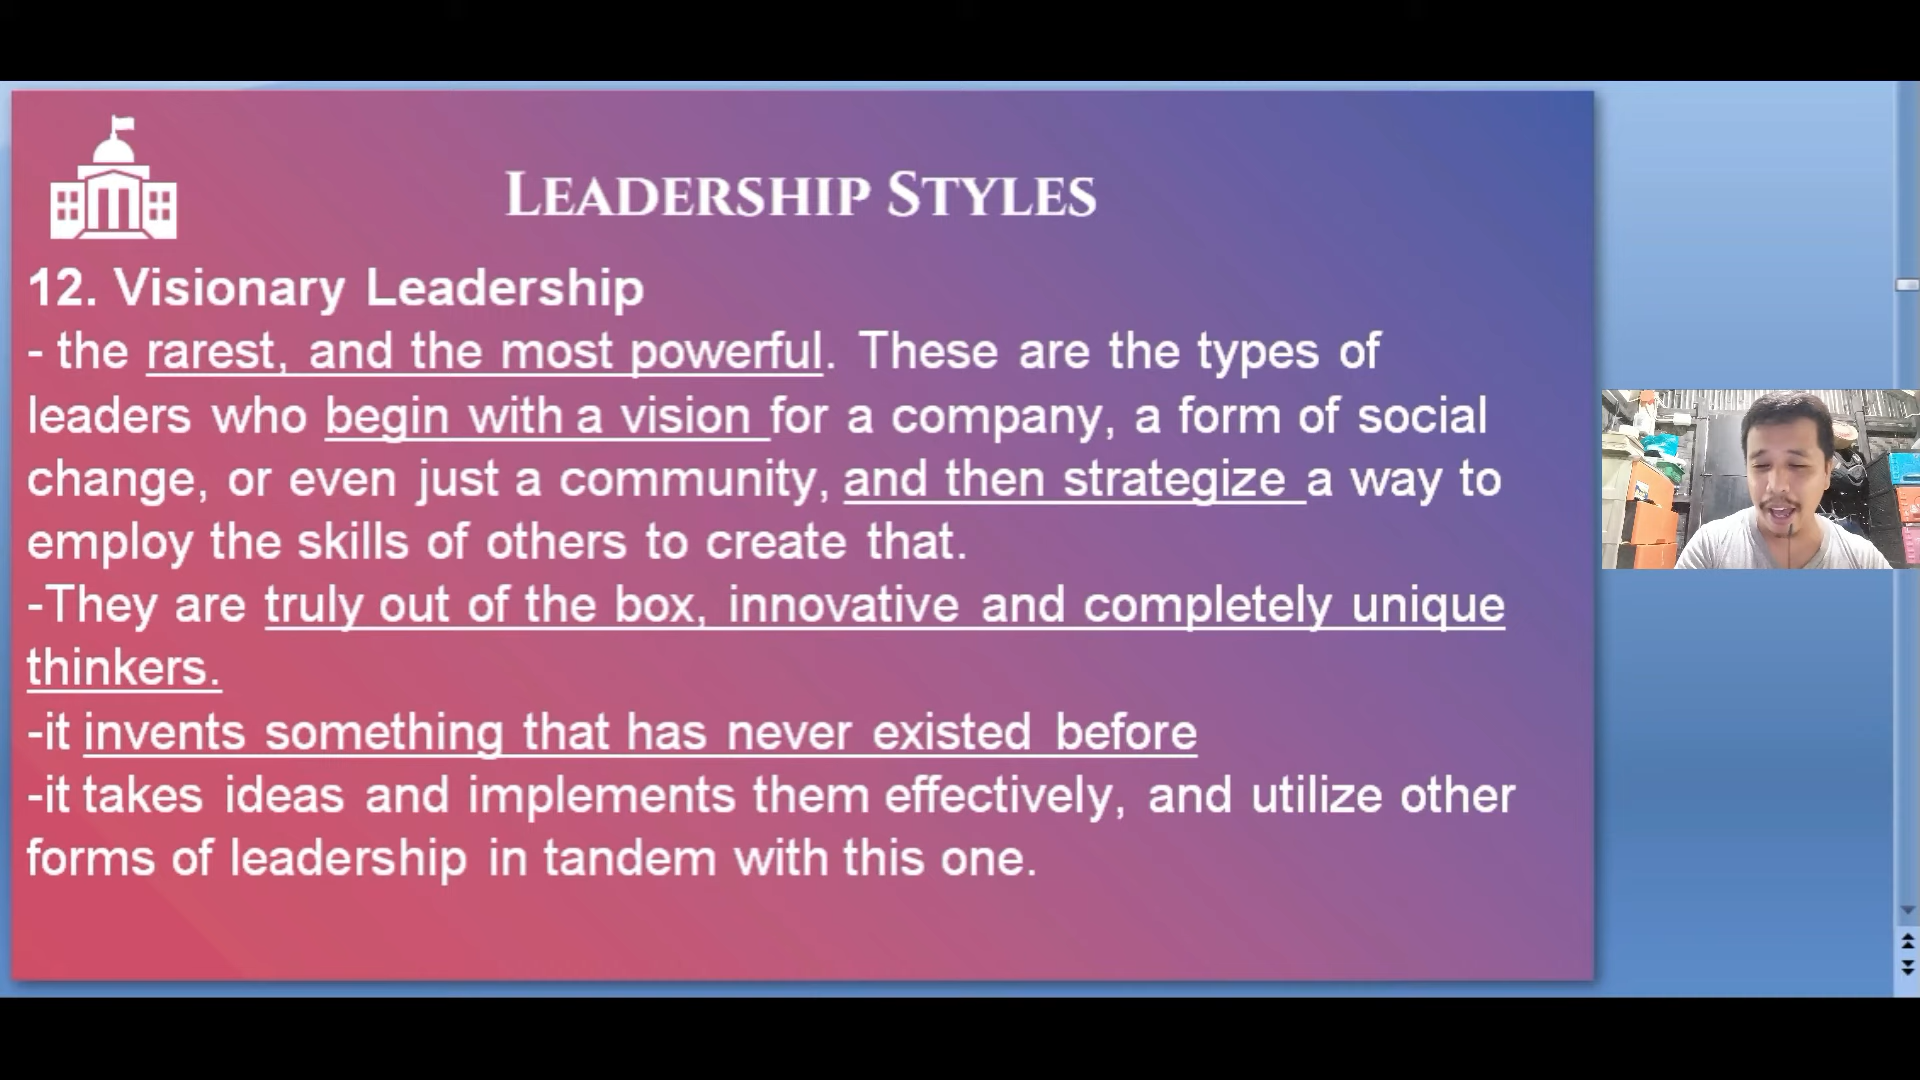 LEADERSHIP STYLES
12. Visionary Leadership
- the rarest, and the most powerful. These are the types of
leaders who begin with a vision for a company, a form of social
change, or even just a community, and then strategize a way to
employ the skills of others to create that.
-They are truly out of the box, innovative and completely unique
thinkers.
-it invents something that has never existed before
-it takes ideas and implements them effectively, and utilize other
forms of leadership in tandem with this one.